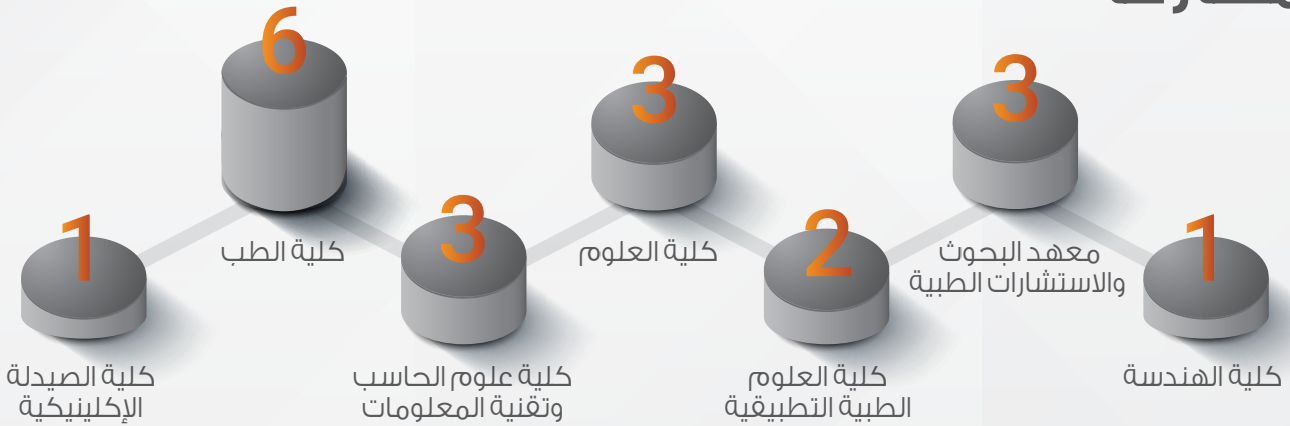 1
كلية الهندسة
3
معهد البحوث
والاستشارات الطبية
2
كلية العلوم
الطبية التطبيقية
3
كلية العلوم
3
كلية علوم الحاسب
وتقنية المعلومات
6
كلية الطب
1
كلية الصيدلة
الإكلينيكية